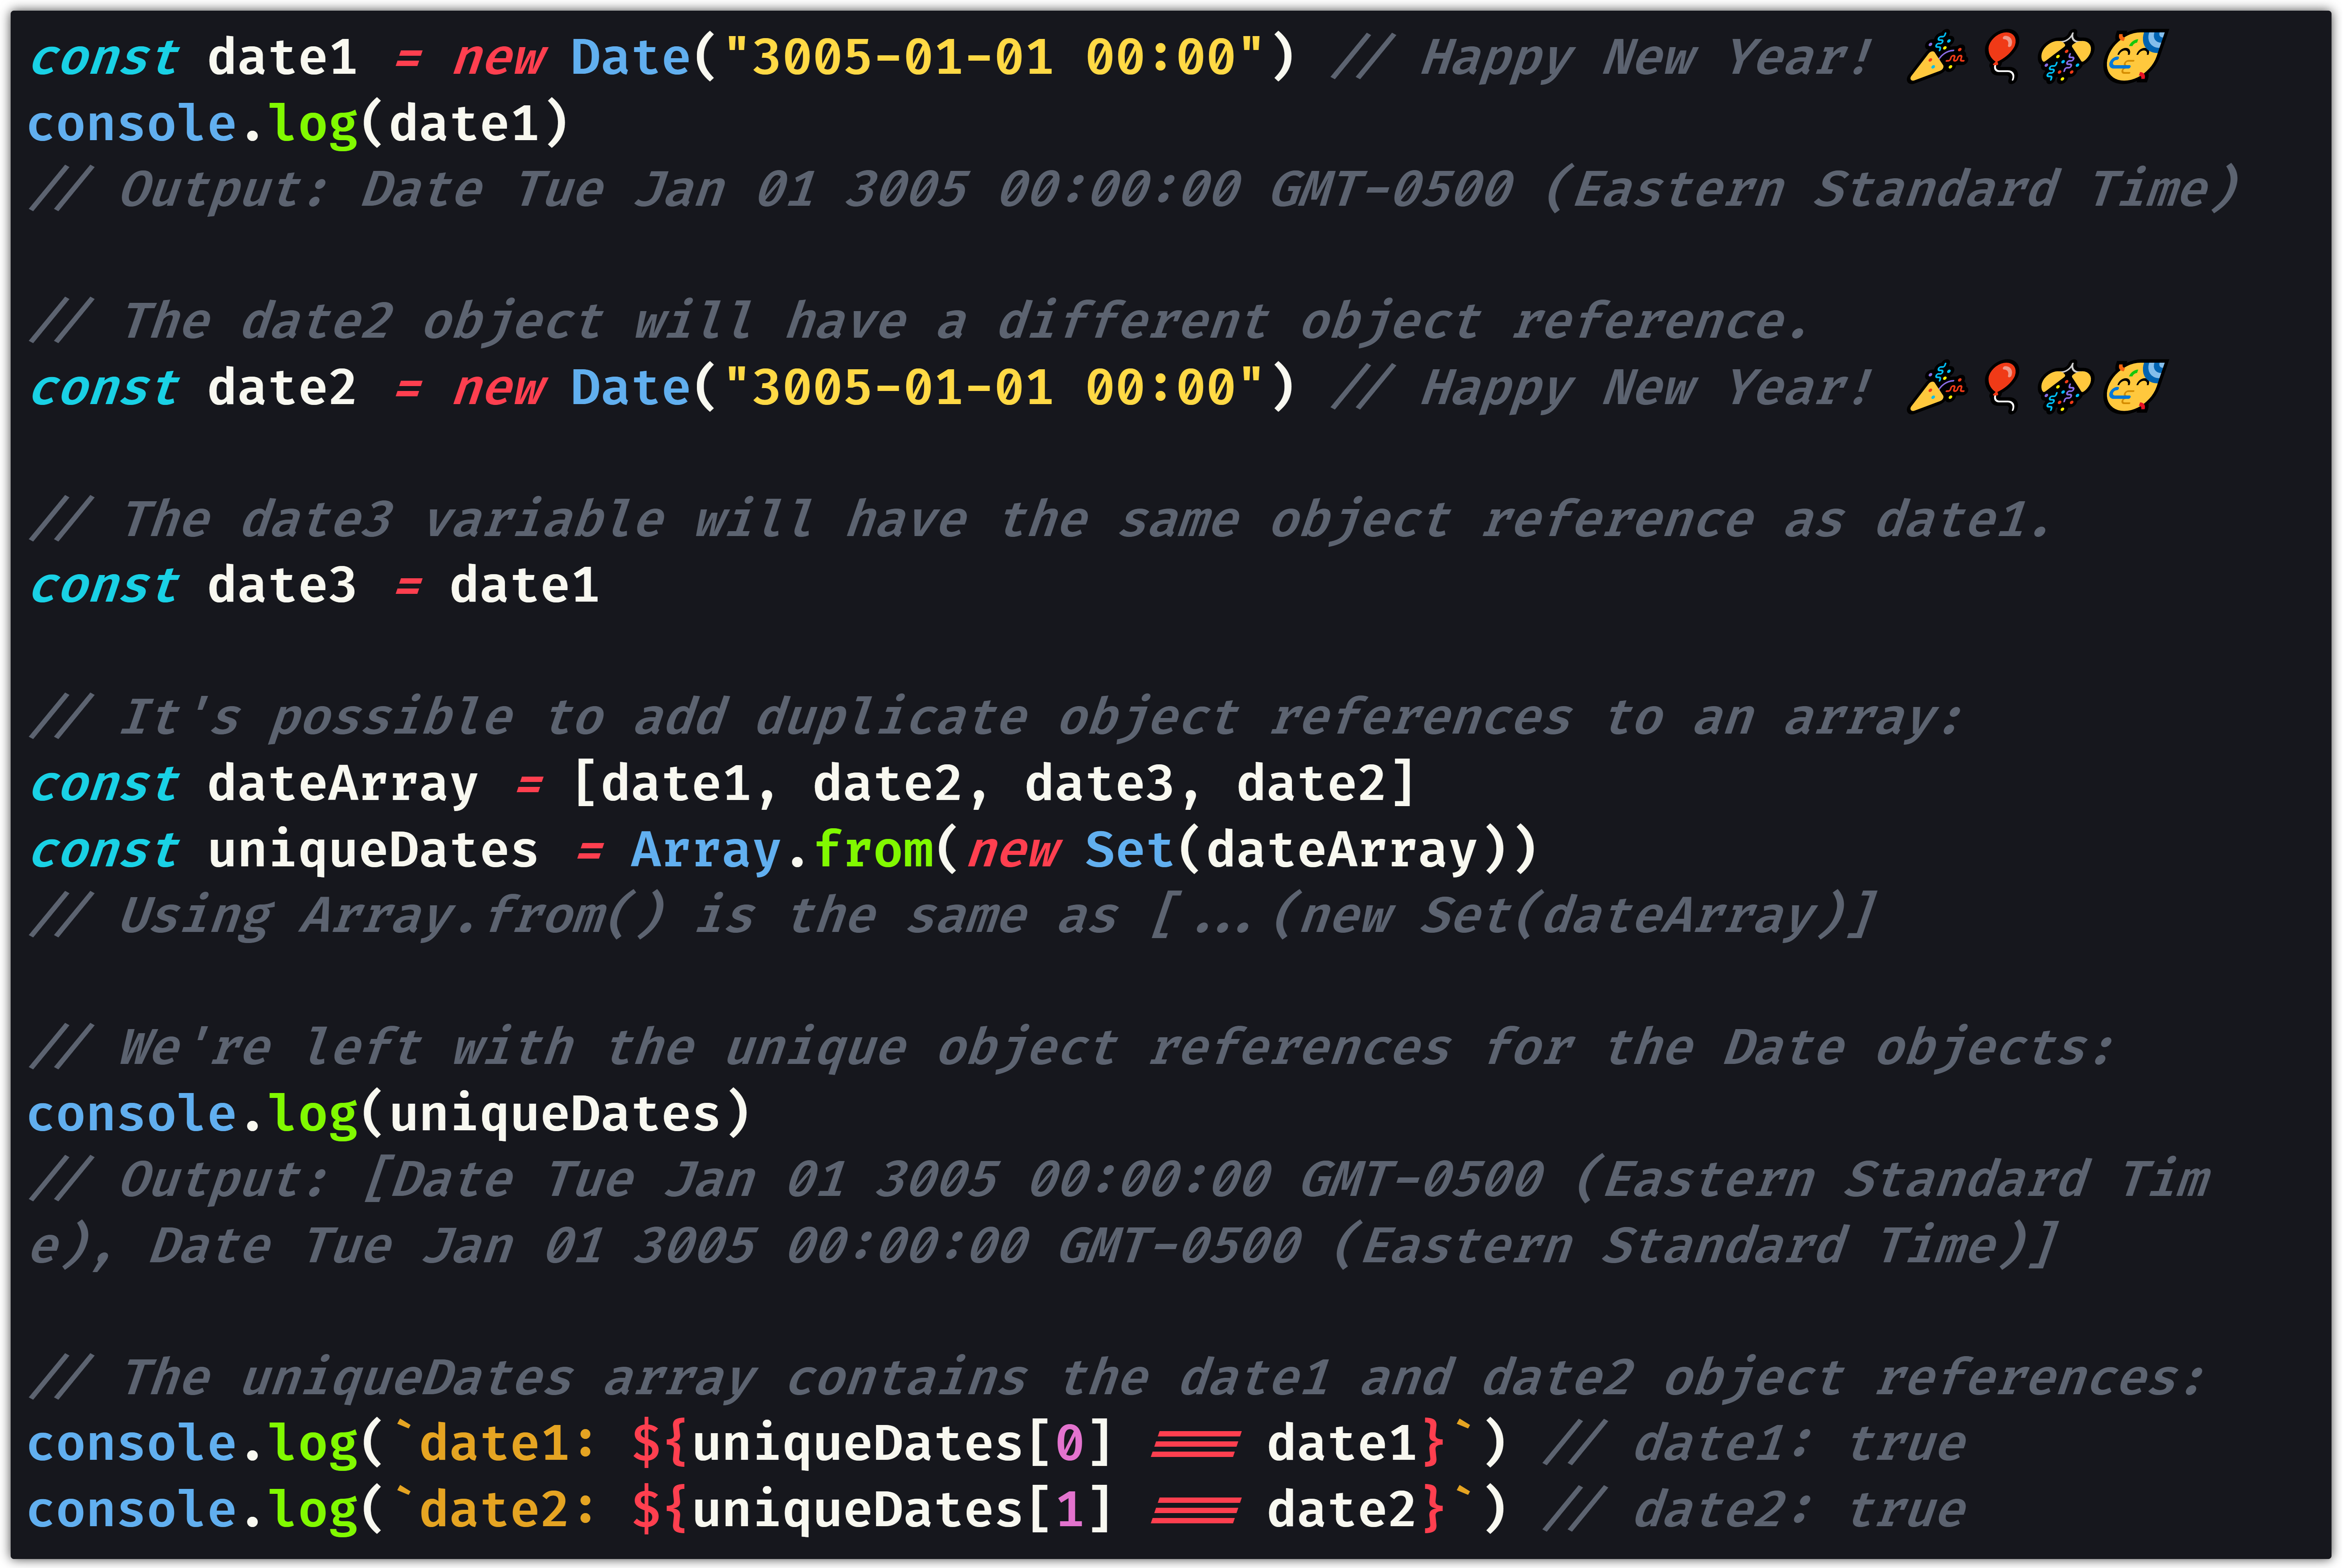 const date1 = new Date("3005-01-01 00:00") // Happy New Year! 🎉🎈🎊🥳
console.log(date1)
// Output: Date Tue Jan 01 3005 00:00:00 GMT-0500 (Eastern Standard Time)
// The date2 object will have a different object reference.
const date2 = new Date("3005-01-01 00:00") // Happy New Year! 🎉🎈🎊🥳
// The date3 variable will have the same object reference as date1.
const date3 = date1
// It's possible to add duplicate object references to an array:
const dateArray = [date1, date2, date3, date2]
const uniqueDates = Array.from(new Set(dateArray))
// Using Array.from() is the same as [...(new Set(dateArray)]
// We're left with the unique object references for the Date objects:
console.log(uniqueDates)
// Output: [Date Tue Jan 01 3005 00:00:00 GMT-0500 (Eastern Standard Tim
e), Date Tue Jan 01 3005 00:00:00 GMT-0500 (Eastern Standard Time)]
// The uniqueDates array contains the date1 and date2 object references:
console.log(`date1: ${uniqueDates[0] === date1}`) // date1: true
console.log(`date2: ${uniqueDates[1] === date2}`) // date2: true